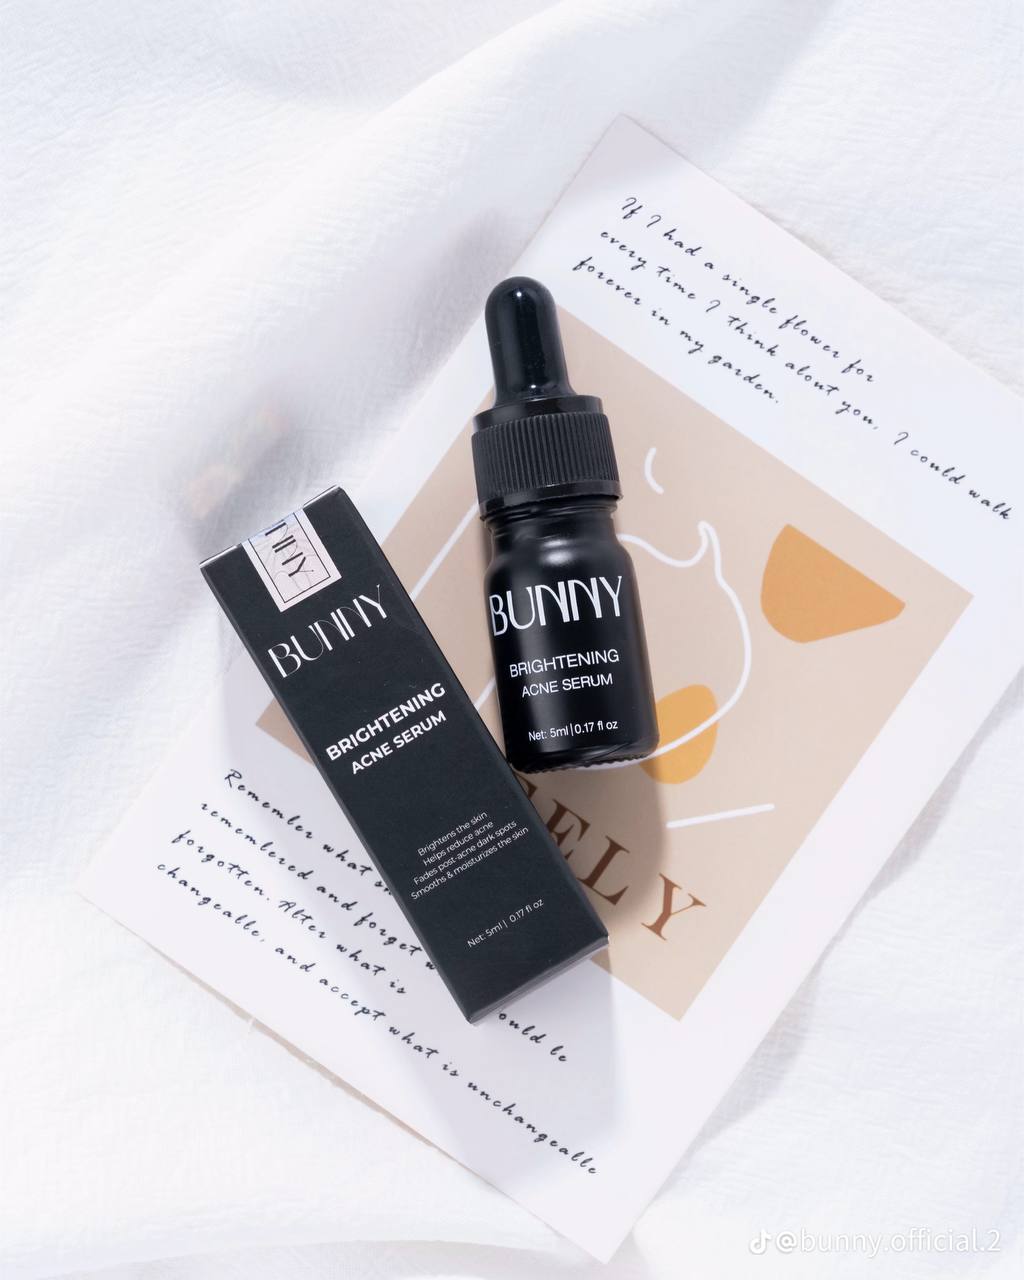 If I had a single flower for
every time I think about you, I could walk
forever in my garden.
BUNNY
BRIGHTENING
ACNE SERUM
Net: 5ml | 0.17 fl oz
BUNNY
BRIGHTENING
ACNE SERUM
Brightens the skin
Helps reduce acne
Fades post-acne dark spots
Smooths & moisturizes the skin
Net: 5ml | 0.17 fl oz
ELY
Remember what
remembered and forget
forgotten. Alter what is
changealle, and accept what is unchangealle
ould be
@bunny.official.2